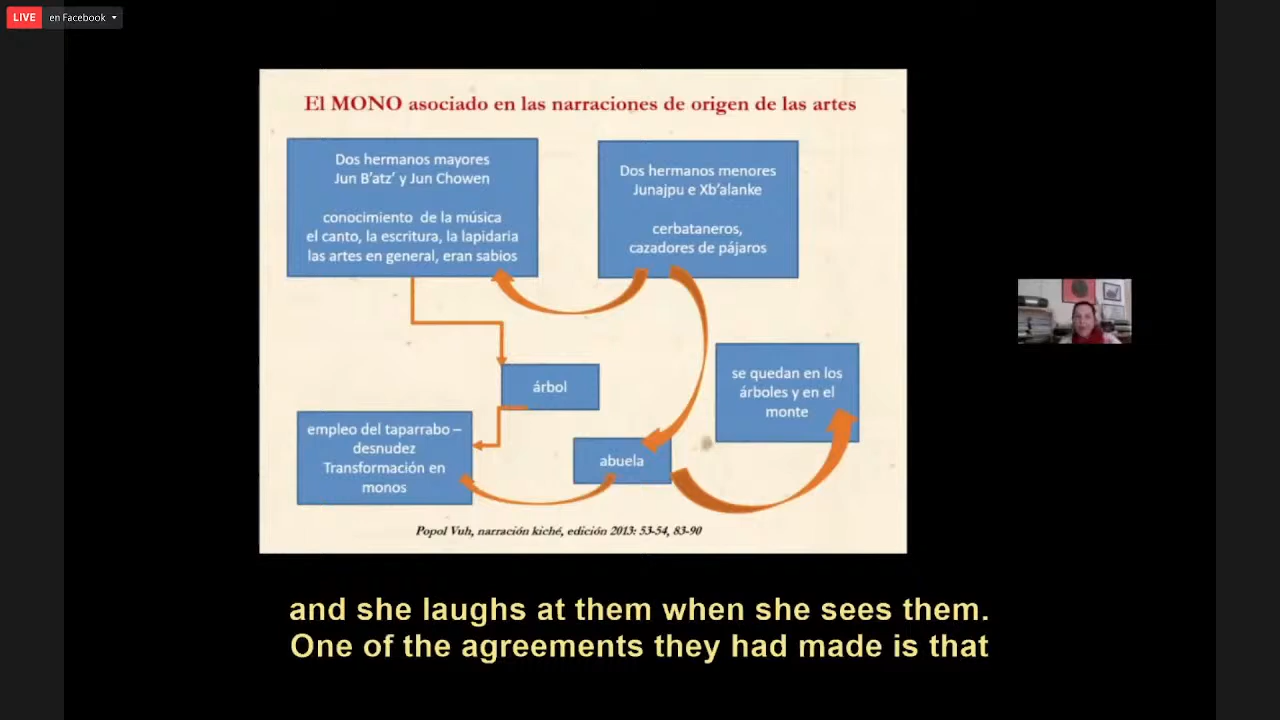 LIVE en Facebook
El MONO asociado en las narraciones de origen de las artes
Dos hermanos mayores
Jun B'atz' y Jun Chowen
conocimiento de la música
el canto, la escritura, la lapidaria
las artes en general, eran sabios
Dos hermanos menores
Junajpu e Xb'alanke
cerbataneros,
cazadores de pájaros
árbol
se quedan en los
árboles y en el
monte
empleo del taparrabo –
desnudez
Transformación en
monos
abuela
Popol Vuh, narración kiché, edición 2013: 53-54, 83-90
and she laughs at them when she sees them.
One of the agreements they had made is that